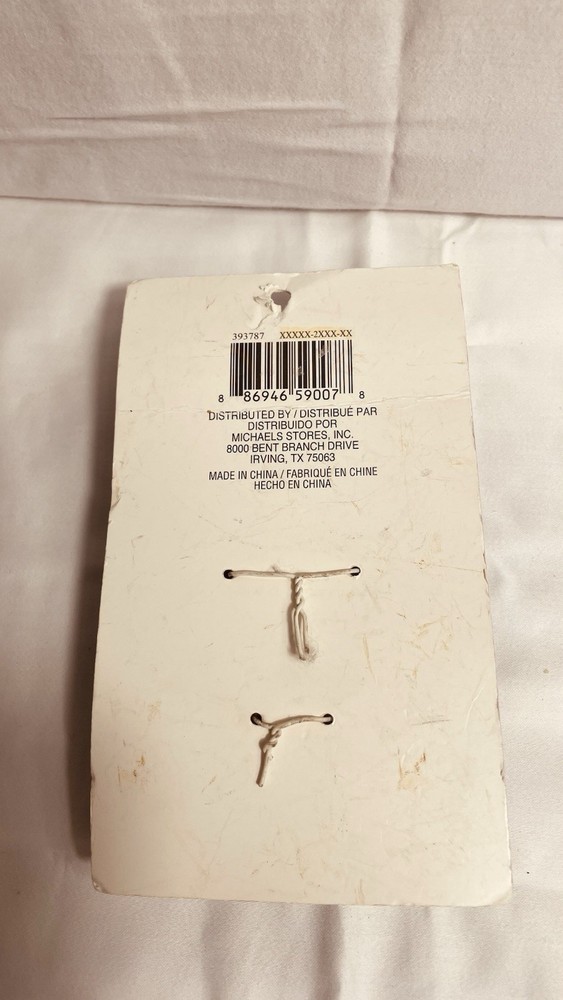 393787 XXXXX-2XXX-XX
8 86946 59007 8
DISTRIBUTED BY / DISTRIBUÉ PAR
DISTRIBUIDO POR
MICHAELS STORES, INC.
8000 BENT BRANCH DRIVE
IRVING, TX 75063
MADE IN CHINA / FABRIQUÉ EN CHINE
HECHO EN CHINA